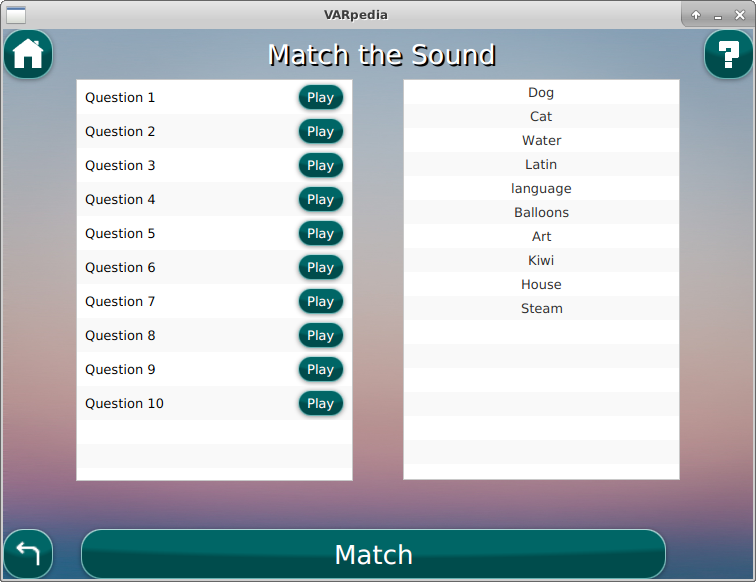 VARpedia
Match the Sound
?
Question 1 Play
Question 2 Play
Question 3 Play
Question 4 Play
Question 5 Play
Question 6 Play
Question 7 Play
Question 8 Play
Question 9 Play
Question 10 Play
Dog
Cat
Water
Latin
language
Balloons
Art
Kiwi
House
Steam
Match